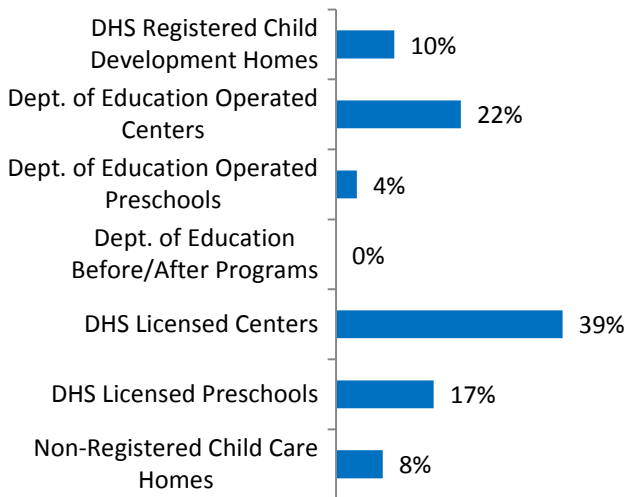 DHS Registered Child
Development Homes
10%
Dept. of Education Operated
Centers
22%
Dept. of Education Operated
Preschools
4%
Dept. of Education
Before/After Programs
0%
DHS Licensed Centers
39%
DHS Licensed Preschools
17%
Non-Registered Child Care
Homes
8%